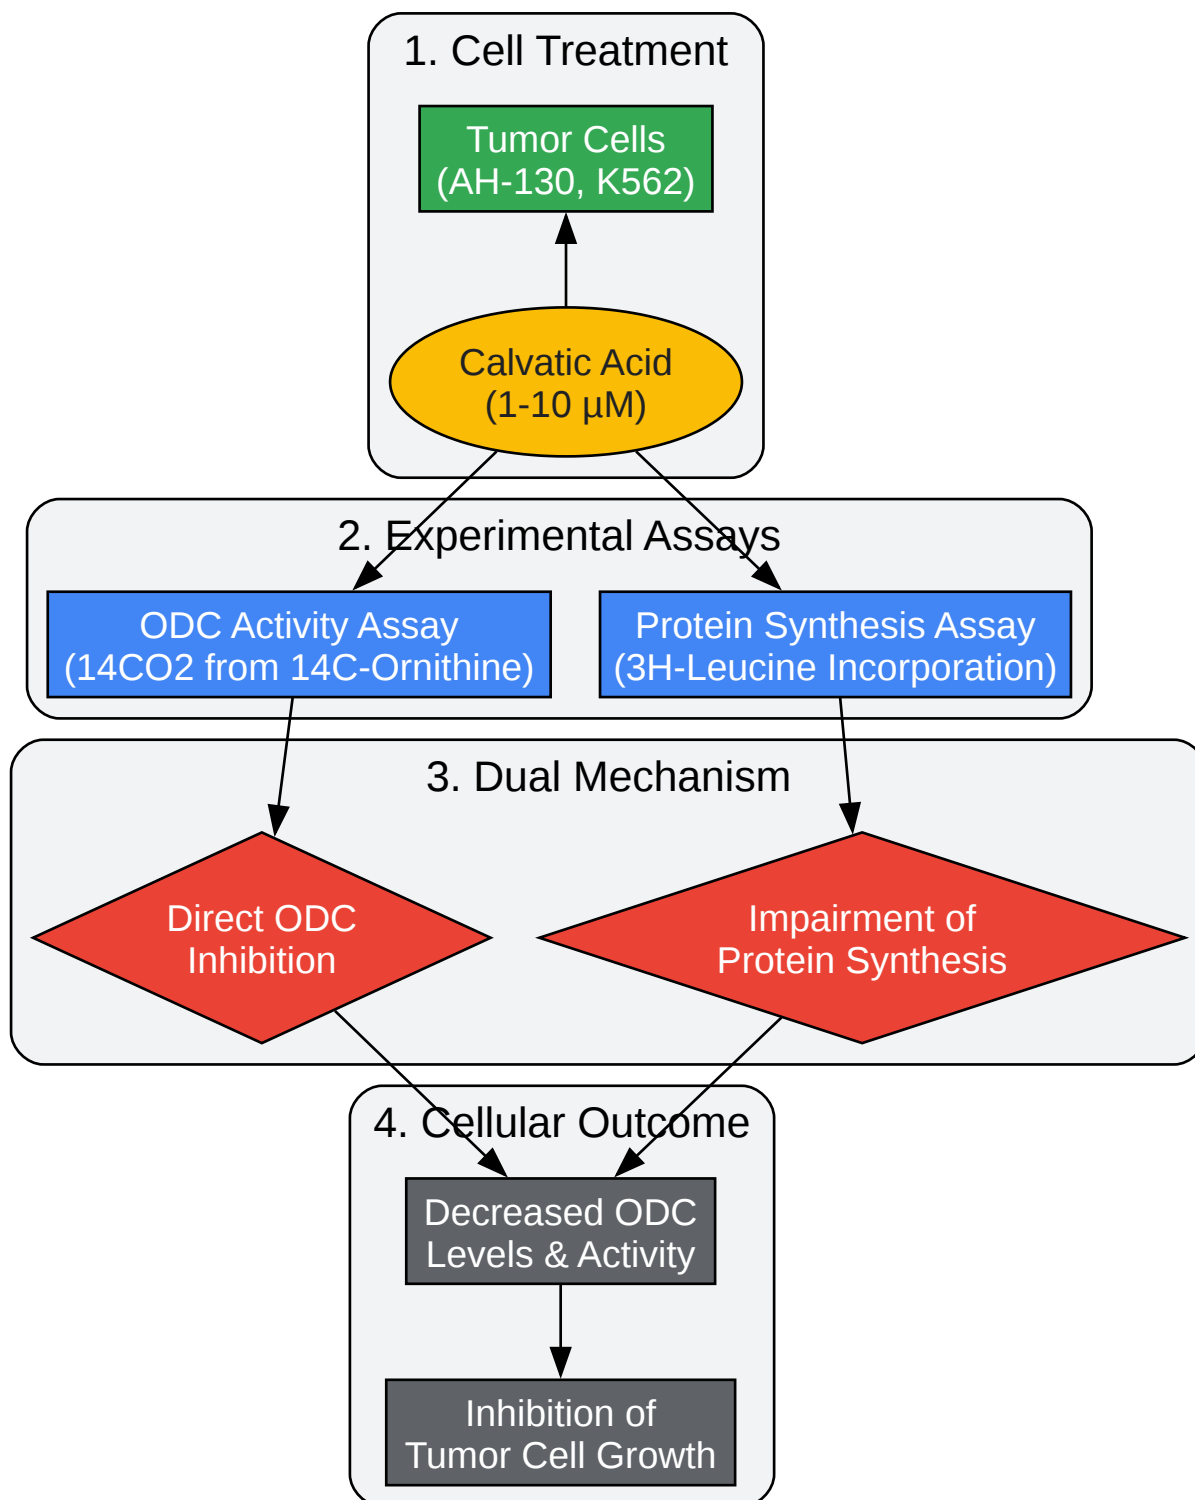 1. Cell Treatment
Tumor Cells
(AH-130, K562)
Calvatic Acid
(1-10 µM)
2. Experimental Assays
ODC Activity Assay
(14CO2 from 14C-Ornithine)
Protein Synthesis Assay
(3H-Leucine Incorporation)
3. Dual Mechanism
Direct ODC
Inhibition
Impairment of
Protein Synthesis
4. Cellular Outcome
Decreased ODC
Levels & Activity
Inhibition of
Tumor Cell Growth